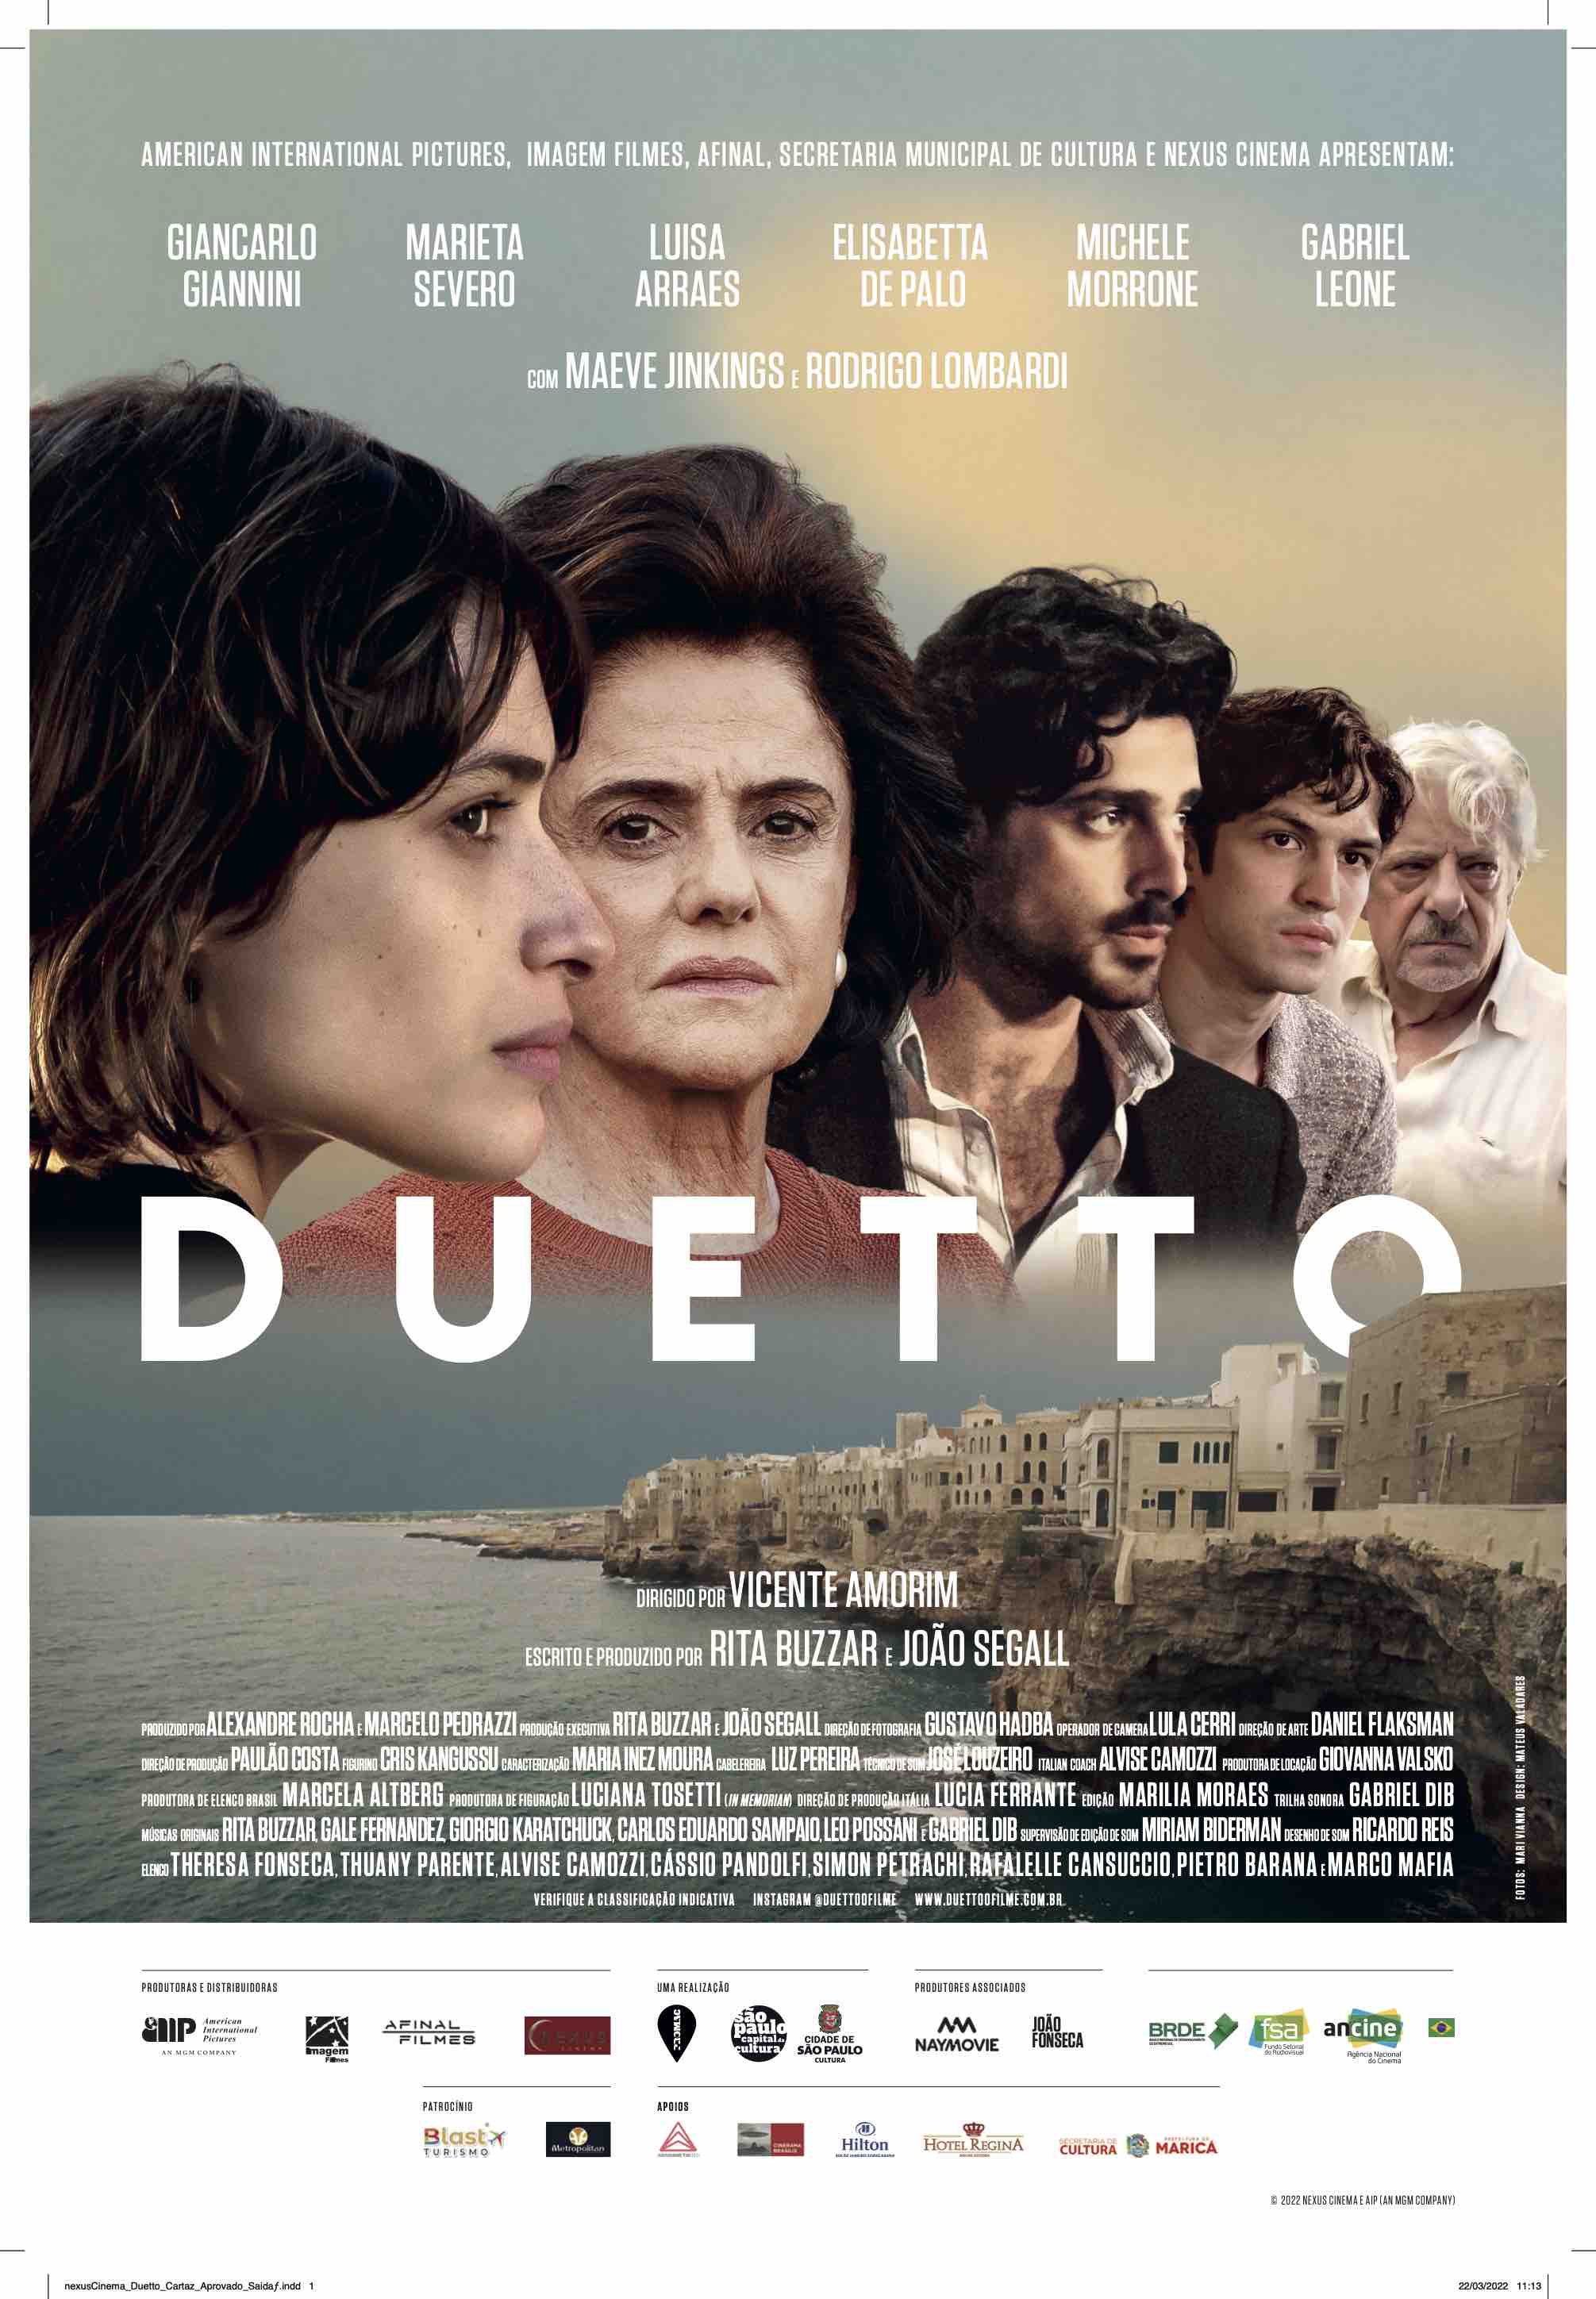 AMERICAN INTERNATIONAL PICTURES, IMAGEM FILMES, AFINAL, SECRETARIA MUNICIPAL DE CULTURA E NEXUS CINEMA APRESENTAM:
GIANCARLO GIANNINI
MARIETA SEVERO
LUISA ARRAES
ELISABETTA DE PALO
MICHELE MORRONE
GABRIEL LEONE
COM MAEVE JINKINGS E RODRIGO LOMBARDI
DUETTO
DIRIGIDO POR VICENTE AMORIM
ESCRITO E PRODUZIDO POR RITA BUZZAR E JOÃO SEGALL
PRODUZIDO POR ALEXANDRE ROCHA E MARCELO PEDRAZZI PRODUÇÃO EXECUTIVA RITA BUZZAR E JOÃO SEGALL DIREÇÃO DE FOTOGRAFIA GUSTAVO HADBA OPERADOR DE CAMERA LULA CERRI DIREÇÃO DE ARTE DANIEL FLAKSMAN
DIREÇÃO DE PRODUÇÃO PAULÃO COSTA FIGURINO CRIS KANGUSSU CARACTERIZAÇÃO MARIA INEZ MOURA CABELEREIRA LUZ PEREIRA TÉCNICO DE SOM JOSÉ LOUZEIRO ITALIAN COACH ALVISE CAMOZZI PRODUTORA DE LOCAÇÃO GIOVANNA VALSKO
PRODUTORA DE ELENCO BRASIL MARCELA ALTBERG PRODUTORA DE FIGURAÇÃO LUCIANA TOSETTI (IN MEMORIAN) DIREÇÃO DE PRODUÇÃO ITÁLIA LUCIA FERRANTE EDIÇÃO MARILIA MORAES TRILHA SONORA GABRIEL DIB
MÚSICAS ORIGINAIS RITA BUZZAR, GALE FERNANDEZ, GIORGIO KARATCHUCK, CARLOS EDUARDO SAMPAIO, LEO POSSANI E GABRIEL DIB SUPERVISÃO DE EDIÇÃO DE SOM MIRIAM BIDERMAN DESENHO DE SOM RICARDO REIS
ELENCO THERESA FONSECA, THUANY PARENTE, ALVISE CAMOZZI, CÁSSIO PANDOLFI, SIMON PETRACHI, RAFALELLE CANSUCCIO, PIETRO BARANA E MARCO MAFIA
VERIFIQUE A CLASSIFICAÇÃO INDICATIVA INSTAGRAM @DUETTOOFILME WWW.DUETTOOFILME.COM.BR
FOTOS: MARI VIANNA DESIGN: MATEUS VALADARES
PRODUTORAS E DISTRIBUIDORAS
AIP American International Pictures
AN MGM COMPANY
Imagem Filmes
AFINAL FILMES
NEXUS CINEMA
UMA REALIZAÇÃO
SPCINE
são paulo capital da cultura
CIDADE DE SÃO PAULO CULTURA
PRODUTORES ASSOCIADOS
NAYMOVIE
JOÃO FONSECA
BRDE
fsa Fundo Setorial do Audiovisual
ancine Agência Nacional do Cinema
PATROCÍNIO
Blast TURISMO
Metropolitan
APOIOS
CINERAMA BRASILIS
Hilton
HOTEL REGINA
SECRETARIA DE CULTURA
PREFEITURA DE MARICÁ
© 2022 NEXUS CINEMA E AIP (AN MGM COMPANY)
nexusCinema_Duetto_Cartaz_Aprovado_Saidaƒ.indd 1
22/03/2022 11:13